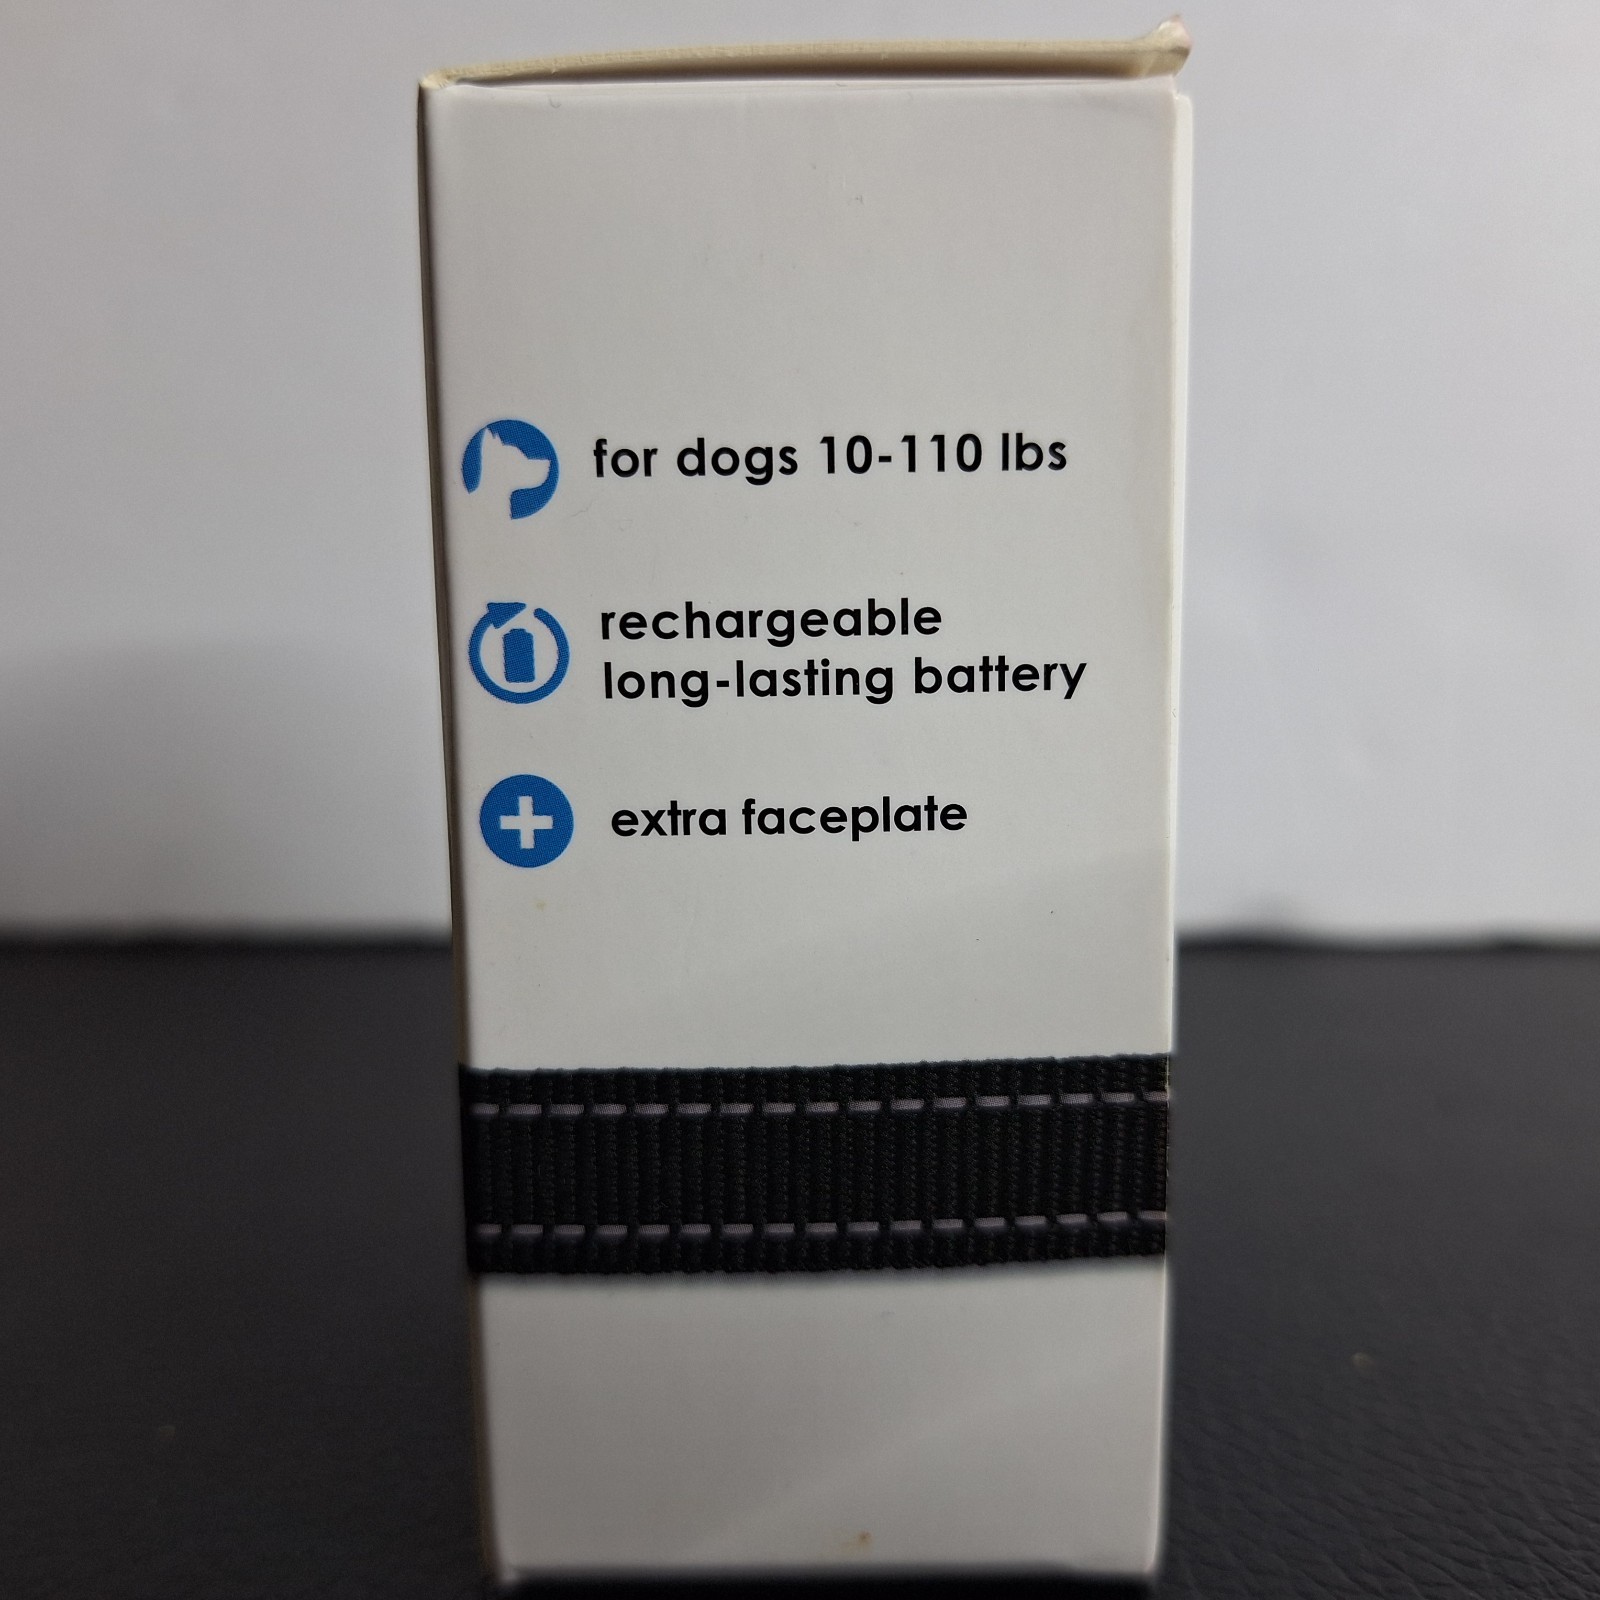 for dogs 10-110 lbs
rechargeable
long-lasting battery
extra faceplate